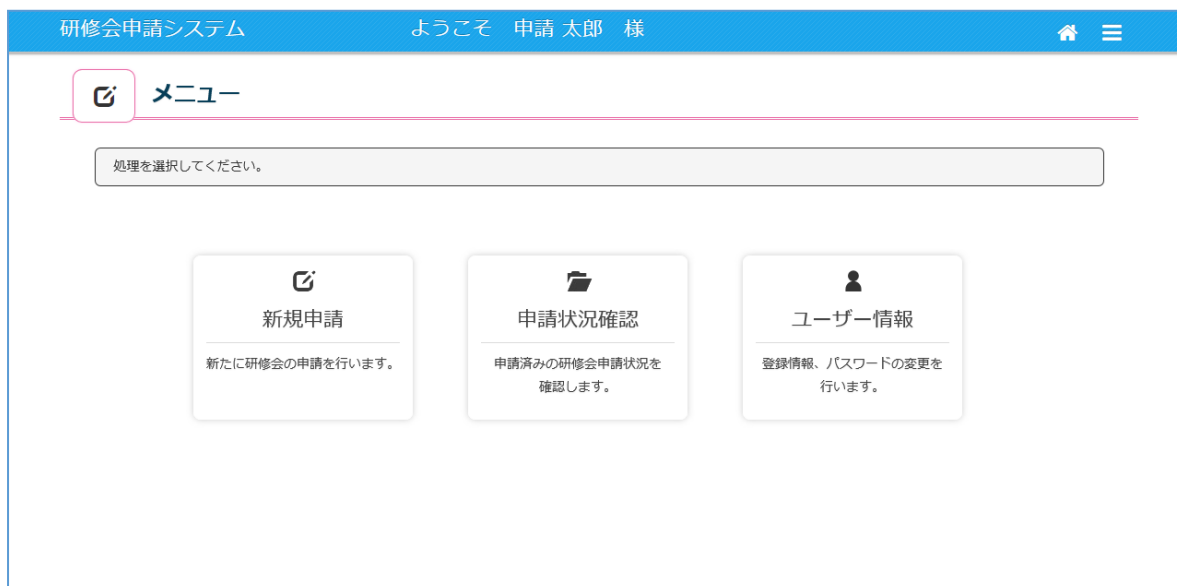 研修会申請システム
ようこそ 申請 太郎 様
メニュー
処理を選択してください。
新規申請
新たに研修会の申請を行います。
申請状況確認
申請済みの研修会申請状況を
確認します。
ユーザー情報
登録情報、パスワードの変更を
行います。